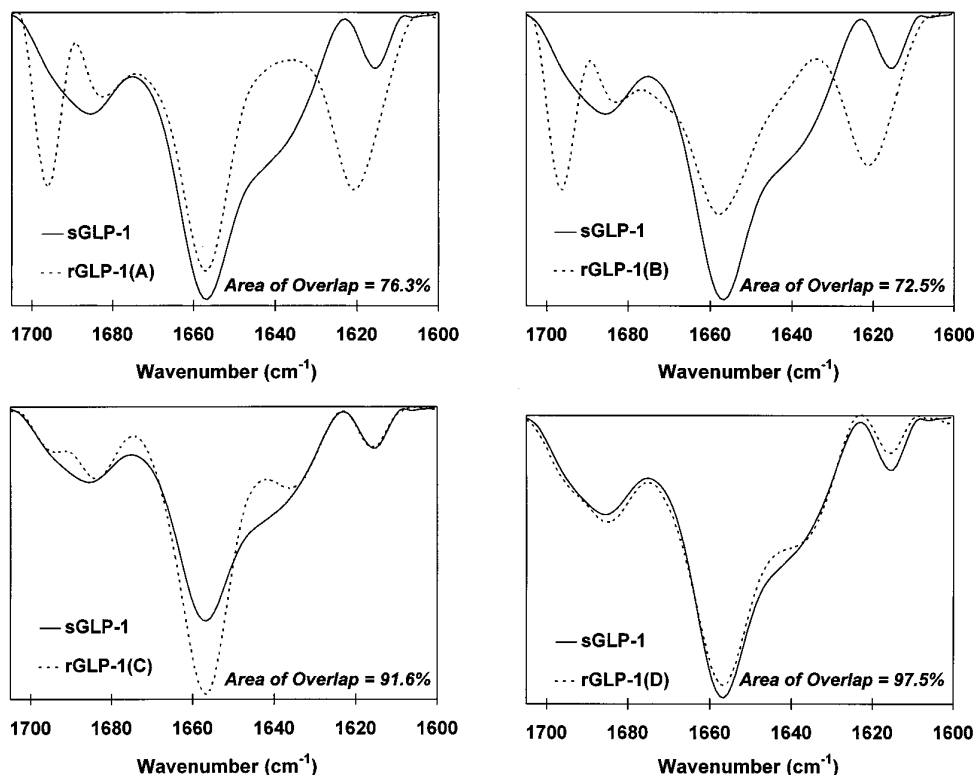 sGLP-1
rGLP-1(A)
Area of Overlap = 76.3%
1700 1680 1660 1640 1620 1600
Wavenumber (cm-1)
sGLP-1
rGLP-1(B)
Area of Overlap = 72.5%
1700 1680 1660 1640 1620 1600
Wavenumber (cm-1)
sGLP-1
rGLP-1(C)
Area of Overlap = 91.6%
1700 1680 1660 1640 1620 1600
Wavenumber (cm-1)
sGLP-1
rGLP-1(D)
Area of Overlap = 97.5%
1700 1680 1660 1640 1620 1600
Wavenumber (cm-1)